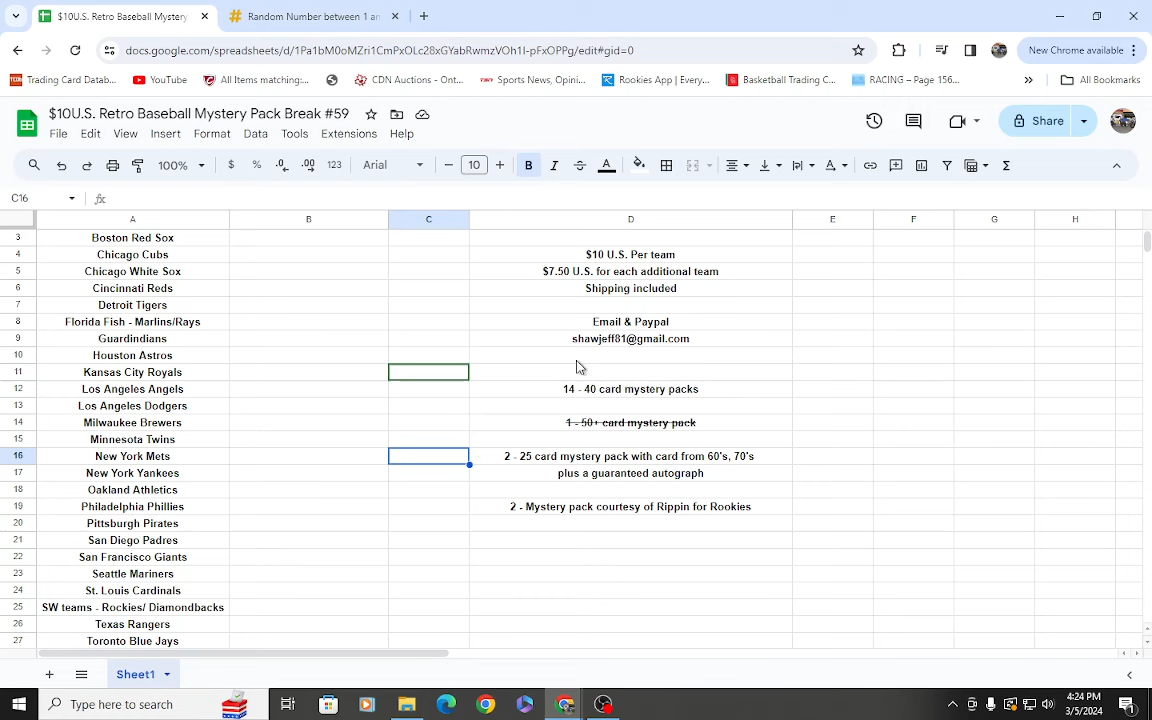 $10U.S. Retro Baseball Mystery
Random Number between 1 an
docs.google.com/spreadsheets/d/1Pa1bM0oMZri1CmPxOLc28xGYabRwmzVOh1I-pFxOPPg/edit#gid=0
New Chrome available
Trading Card Datab...
YouTube
All Items matching:...
CDN Auctions - Ont...
Sports News, Opini...
Rookies App | Every...
Basketball Trading C...
RACING – Page 156...
All Bookmarks
$10U.S. Retro Baseball Mystery Pack Break #59
File Edit View Insert Format Data Tools Extensions Help
Share
100% $ % .0 .00 123 Arial 10 B I A
C16 fx
A B C D E F G H
3 Boston Red Sox
4 Chicago Cubs $10 U.S. Per team
5 Chicago White Sox $7.50 U.S. for each additional team
6 Cincinnati Reds Shipping included
7 Detroit Tigers
8 Florida Fish - Marlins/Rays Email & Paypal
9 Guardindians shawjeff81@gmail.com
10 Houston Astros
11 Kansas City Royals
12 Los Angeles Angels 14 - 40 card mystery packs
13 Los Angeles Dodgers
14 Milwaukee Brewers 1 - 50+ card mystery pack
15 Minnesota Twins
16 New York Mets 2 - 25 card mystery pack with card from 60's, 70's
17 New York Yankees plus a guaranteed autograph
18 Oakland Athletics
19 Philadelphia Phillies 2 - Mystery pack courtesy of Rippin for Rookies
20 Pittsburgh Pirates
21 San Diego Padres
22 San Francisco Giants
23 Seattle Mariners
24 St. Louis Cardinals
25 SW teams - Rockies/ Diamondbacks
26 Texas Rangers
27 Toronto Blue Jays
Sheet1
Type here to search
4:24 PM
3/5/2024